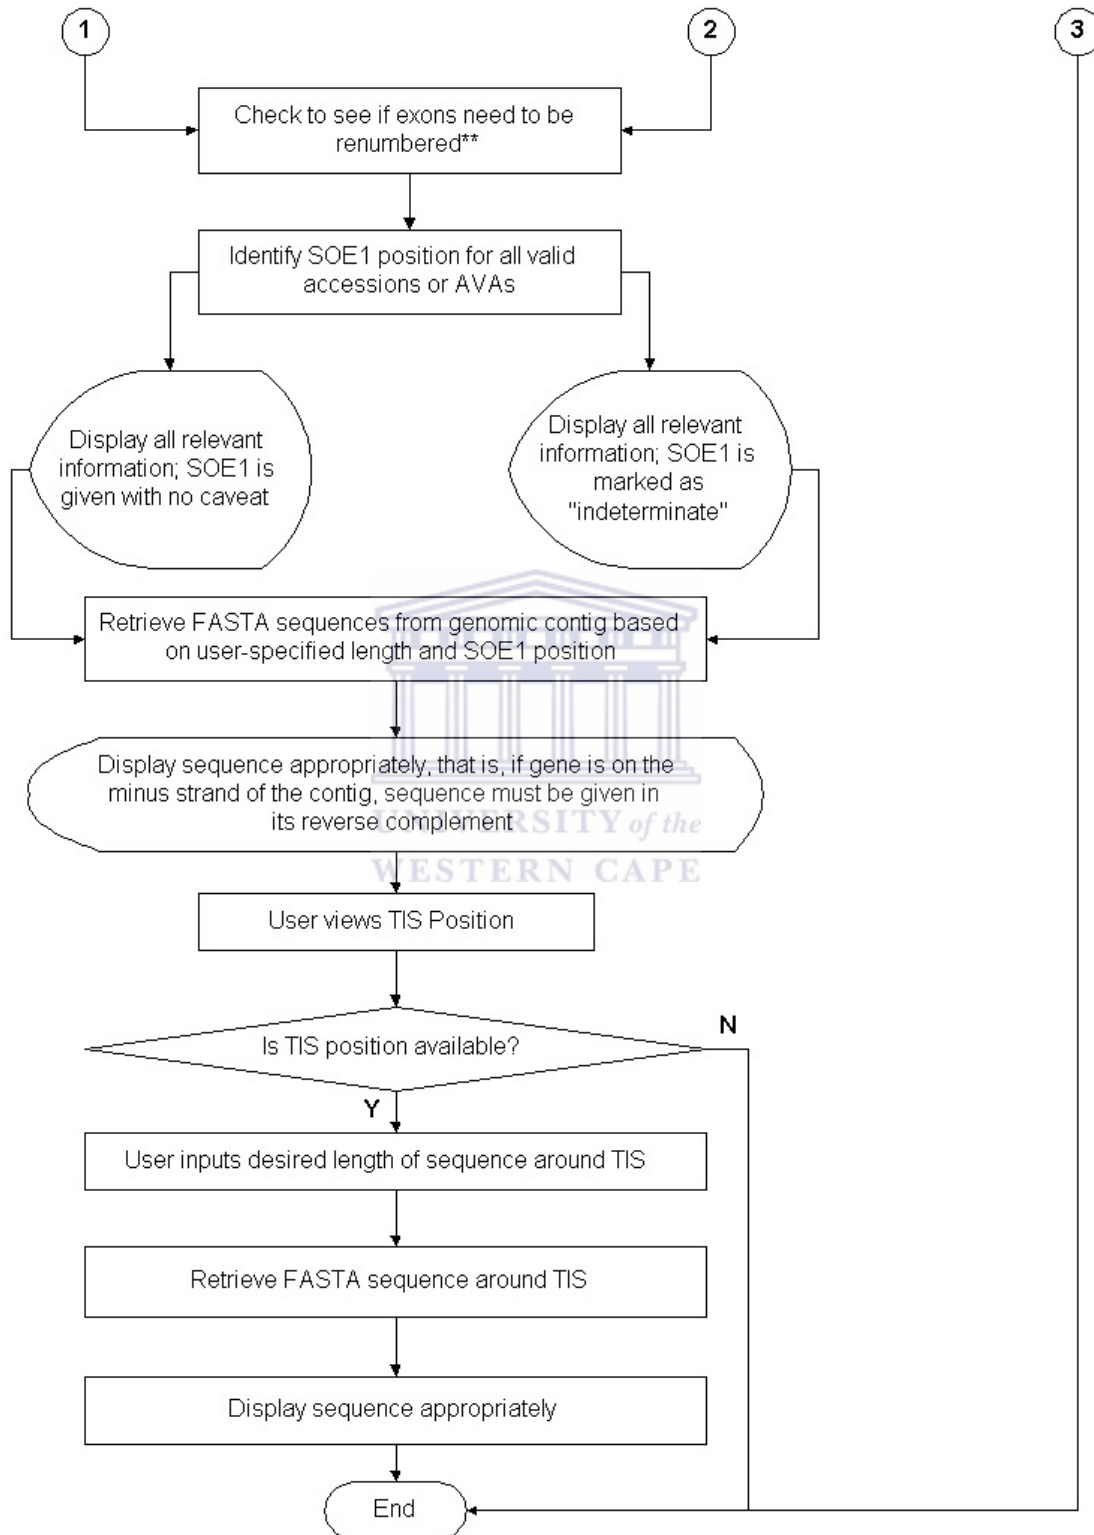 1
2
3
Check to see if exons need to be
renumbered**
Identify SOE1 position for all valid
accessions or AVAs
Display all relevant
information; SOE1 is
given with no caveat
Display all relevant
information; SOE1 is
marked as
"indeterminate"
Retrieve FASTA sequences from genomic contig based
on user-specified length and SOE1 position
Display sequence appropriately, that is, if gene is on the
minus strand of the contig, sequence must be given in
its reverse complement
UNIVERSITY of the
WESTERN CAPE
User views TIS Position
Is TIS position available?
N
Y
User inputs desired length of sequence around TIS
Retrieve FASTA sequence around TIS
Display sequence appropriately
End